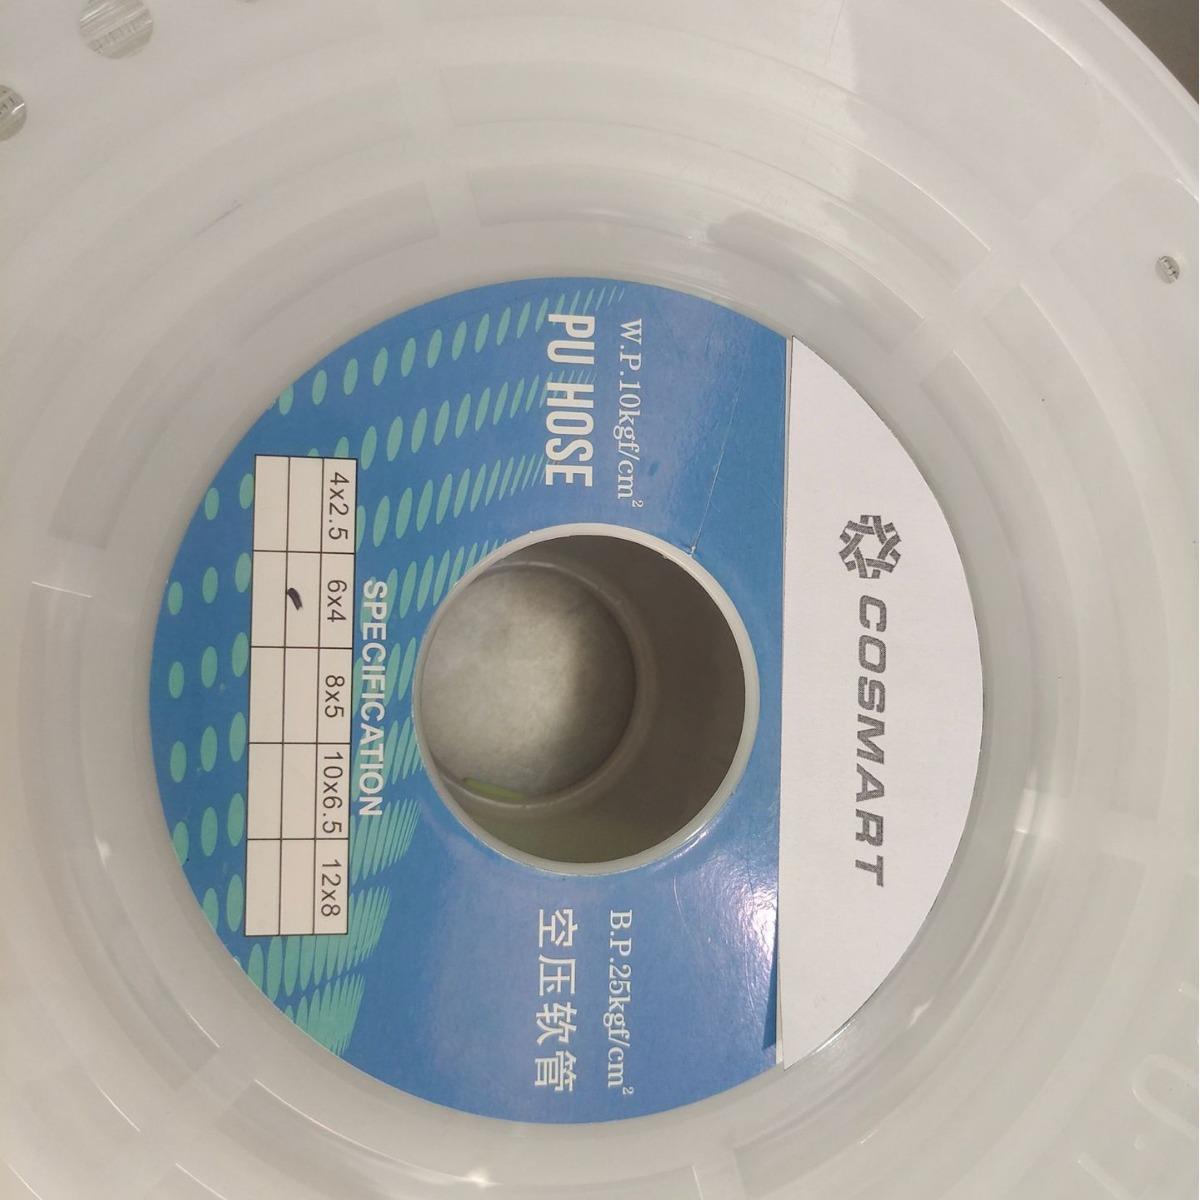 COSMART
W.P.10kgf/cm²
B.P.25kgf/cm²
PU HOSE
空压软管
SPECIFICATION
4x2.5 6x4 8x5 10x6.5 12x8